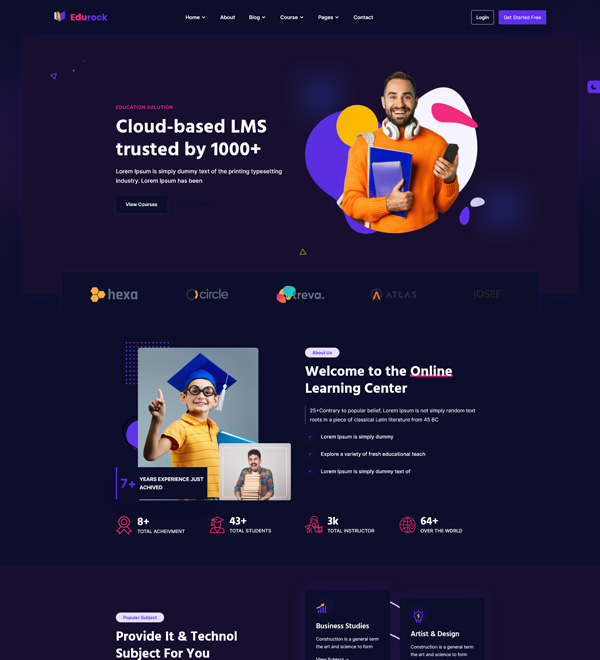 Edurock
Home About Blog Course Pages Contact
Login Get Started Free
EDUCATION SOLUTION
Cloud-based LMS
trusted by 1000+
Lorem Ipsum is simply dummy text of the printing typesetting
industry. Lorem Ipsum has been
View Courses
hexa circle treva. ATLAS JOSEF
About Us
Welcome to the Online
Learning Center
25+Contrary to popular belief, Lorem Ipsum is not simply random text
roots in a piece of classical Latin literature from 45 BC
Lorem Ipsum is simply dummy
Explore a variety of fresh educational teach
Lorem Ipsum is simply dummy text of
7+ YEARS EXPERIENCE JUST
ACHIVED
8+ TOTAL ACHEIVMENT
43+ TOTAL STUDENTS
3k TOTAL INSTRUCTOR
64+ OVER THE WORLD
Popular Subject
Provide It & Technol
Subject For You
Business Studies
Construction is a general term
the art and science to form
View Subject
Artist & Design
Construction is a general term
the art and science to form